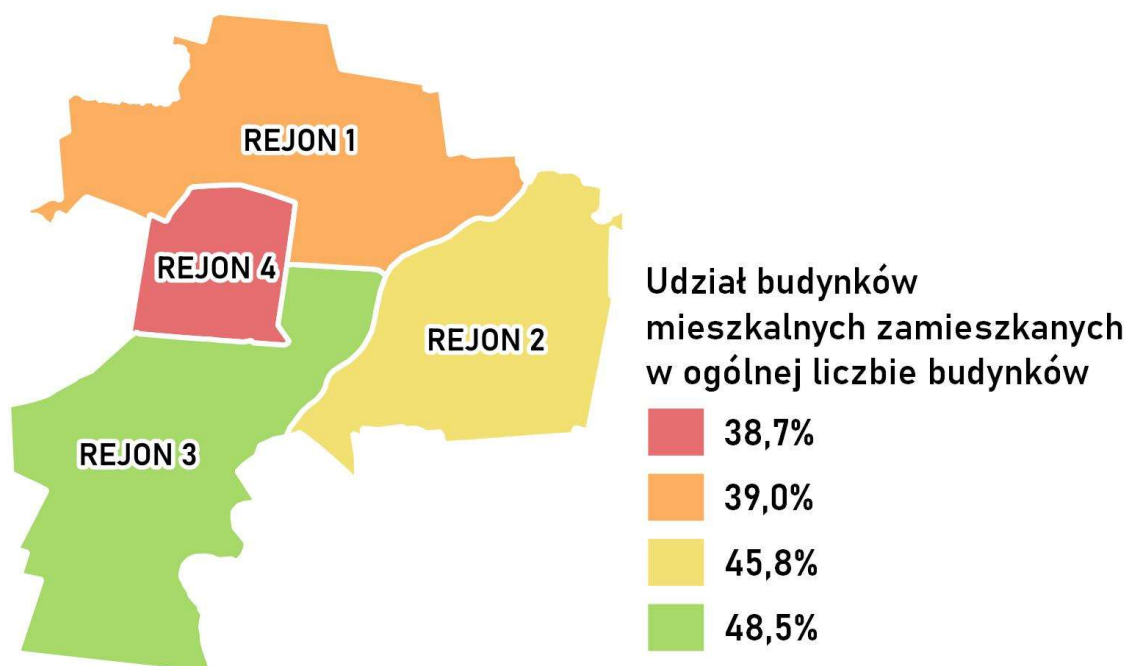 REJON 1
REJON 4
REJON 2
REJON 3
Udział budynków
mieszkalnych zamieszkanych
w ogólnej liczbie budynków
38,7%
39,0%
45,8%
48,5%